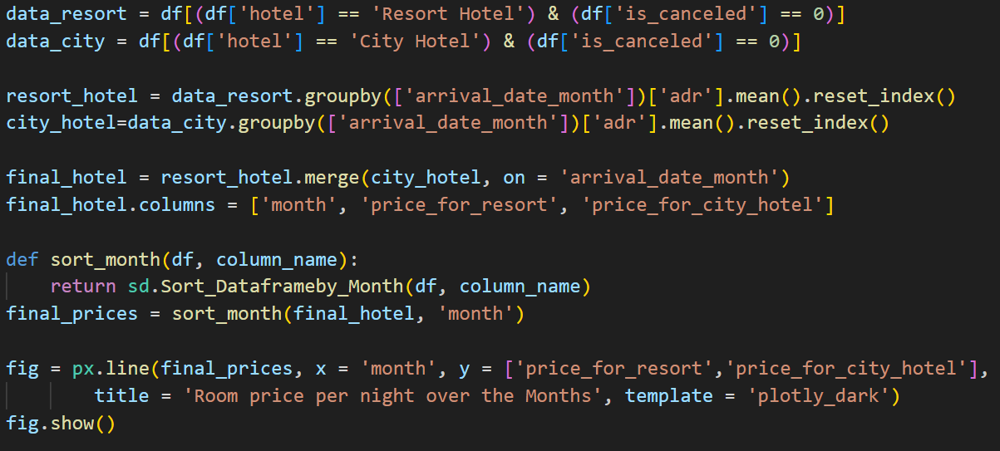 data_resort = df[(df['hotel'] == 'Resort Hotel') & (df['is_canceled'] == 0)]
data_city = df[(df['hotel'] == 'City Hotel') & (df['is_canceled'] == 0)]

resort_hotel = data_resort.groupby(['arrival_date_month'])['adr'].mean().reset_index()
city_hotel=data_city.groupby(['arrival_date_month'])['adr'].mean().reset_index()

final_hotel = resort_hotel.merge(city_hotel, on = 'arrival_date_month')
final_hotel.columns = ['month', 'price_for_resort', 'price_for_city_hotel']

def sort_month(df, column_name):
    return sd.Sort_Dataframeby_Month(df, column_name)
final_prices = sort_month(final_hotel, 'month')

fig = px.line(final_prices, x = 'month', y = ['price_for_resort','price_for_city_hotel'],
        title = 'Room price per night over the Months', template = 'plotly_dark')
fig.show()